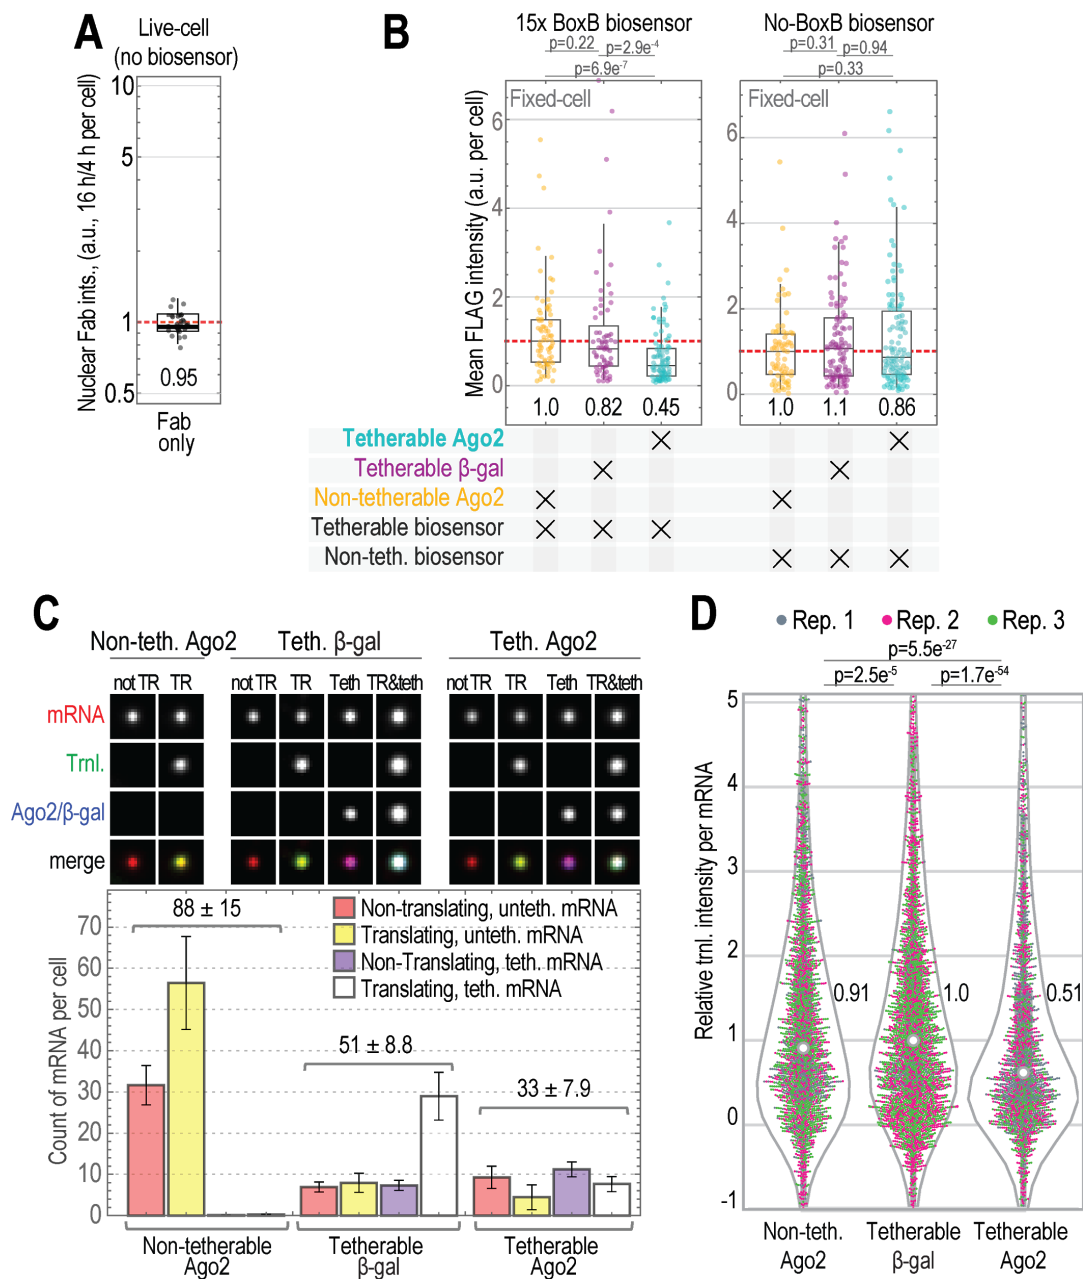 A
Live-cell
(no biosensor)
Nuclear Fab ints., (a.u., 16 h/4 h per cell)
10
5
1
0.5
0.95
Fab
only
B
15x BoxB biosensor
p=0.22 p=2.9e-4
p=6.9e-7
Fixed-cell
Mean FLAG intensity (a.u. per cell)
6
4
2
0
1.0 0.82 0.45
No-BoxB biosensor
p=0.31 p=0.94
p=0.33
Fixed-cell
6
4
2
0
1.0 1.1 0.86
Tetherable Ago2
Tetherable β-gal
Non-tetherable Ago2
Tetherable biosensor
Non-teth. biosensor
C
Non-teth. Ago2 Teth. β-gal Teth. Ago2
not TR TR not TR TR Teth TR&teth not TR TR Teth TR&teth
mRNA
Trnl.
Ago2/β-gal
merge
Count of mRNA per cell
70
60
50
40
30
20
10
0
88 ± 15
51 ± 8.8
33 ± 7.9
Non-translating, unteth. mRNA
Translating, unteth. mRNA
Non-Translating, teth. mRNA
Translating, teth. mRNA
Non-tetherable
Ago2
Tetherable
β-gal
Tetherable
Ago2
D
Rep. 1 Rep. 2 Rep. 3
p=5.5e-27
p=2.5e-5 p=1.7e-54
Relative trnl. intensity per mRNA
5
4
3
2
1
0
-1
0.91 1.0 0.51
Non-teth.
Ago2
Tetherable
β-gal
Tetherable
Ago2